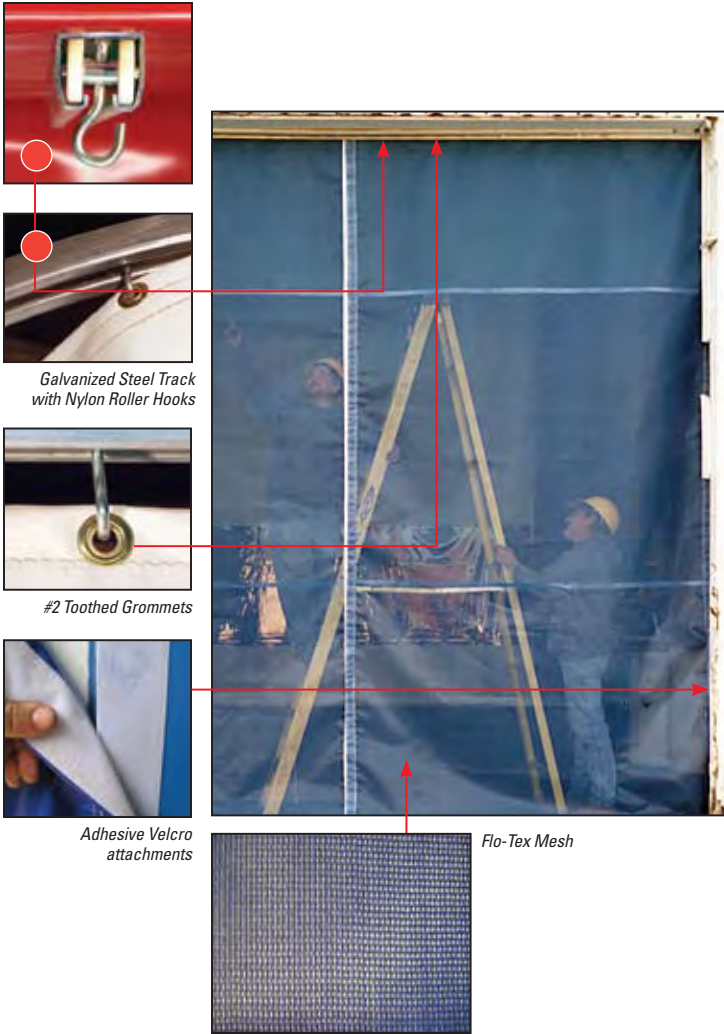 Galvanized Steel Track
with Nylon Roller Hooks
#2 Toothed Grommets
Adhesive Velcro
attachments
Flo-Tex Mesh